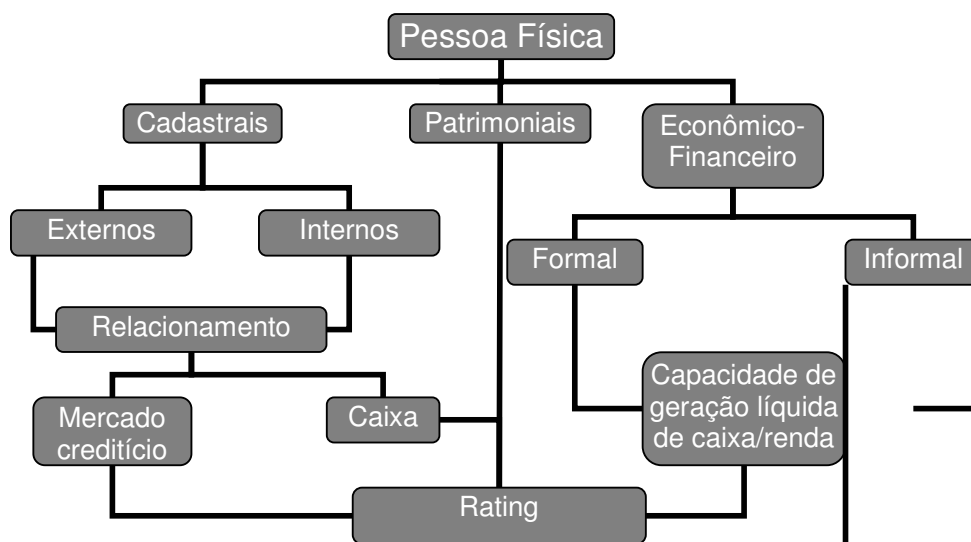 Pessoa Física
Cadastrais
Patrimoniais
Econômico-
Financeiro
Externos
Internos
Formal
Informal
Relacionamento
Mercado
creditício
Caixa
Capacidade de
geração líquida
de caixa/renda
Rating